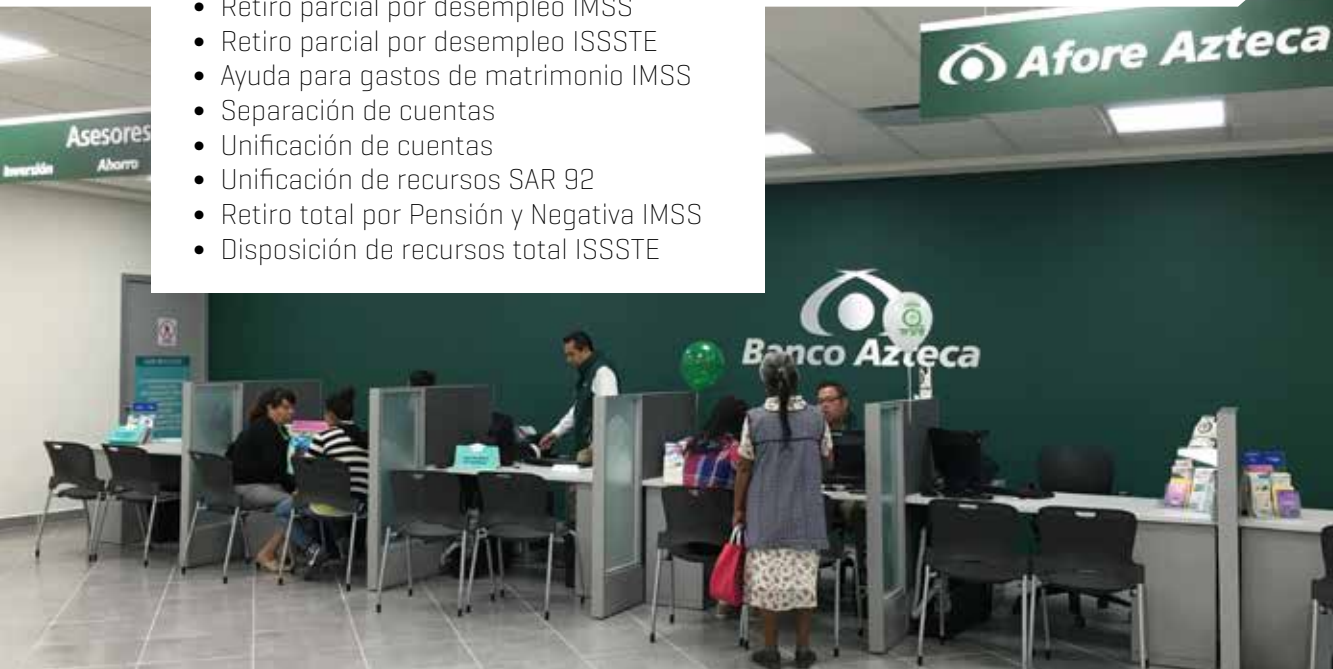 • Retiro parcial por desempleo IMSS
• Retiro parcial por desempleo ISSSTE
• Ayuda para gastos de matrimonio IMSS
• Separación de cuentas
• Unificación de cuentas
• Unificación de recursos SAR 92
• Retiro total por Pensión y Negativa IMSS
• Disposición de recursos total ISSSTE
Afore Azteca
Asesores
Inversión Ahorro
Banco Azteca